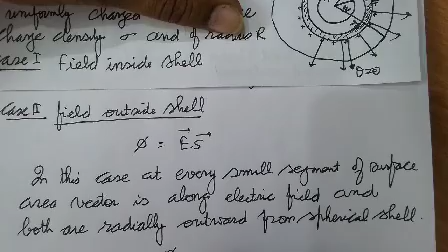 uniformly charged
charge density σ and of radius R
Case I field inside shell
θ=0
Case II field outside shell
ϕ = E⃗.S⃗
In this case at every small segment of surface
area vector is along electric field and
both are radially outward from spherical shell.